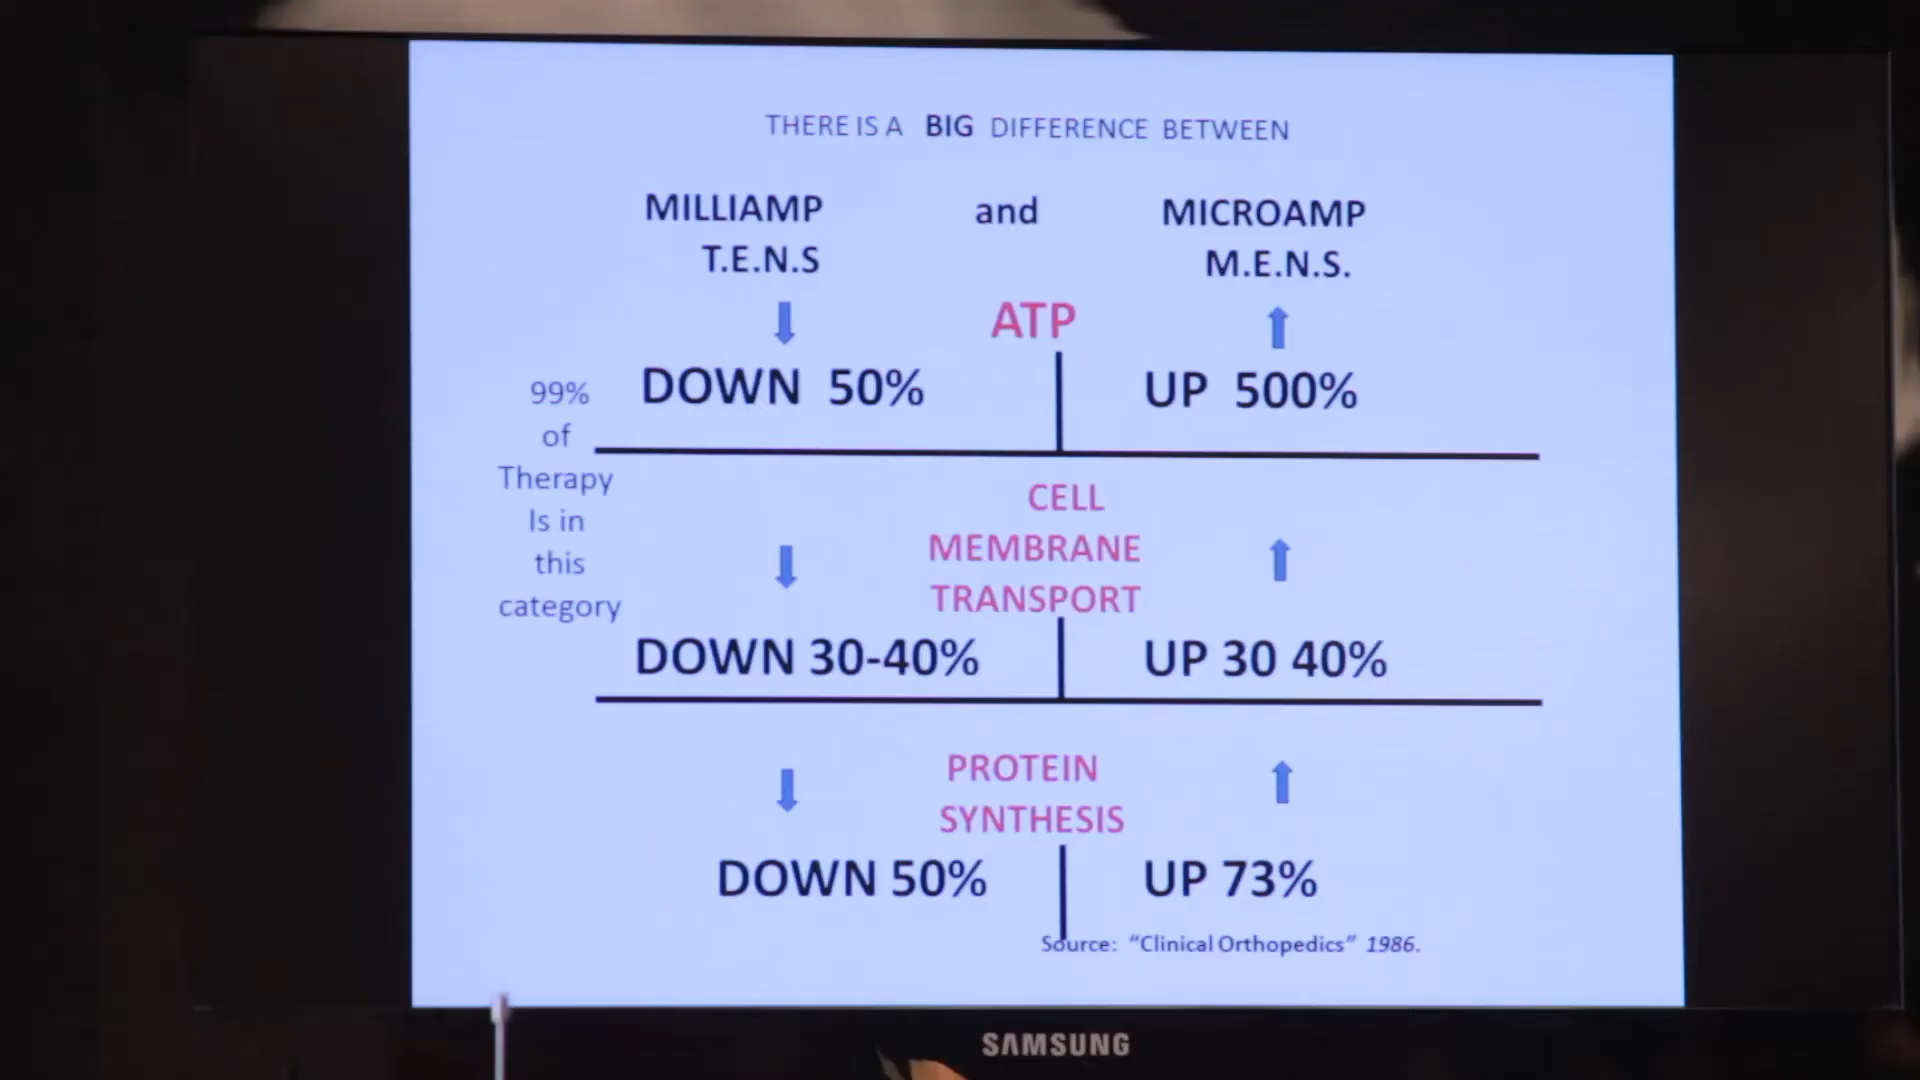 THERE IS A BIG DIFFERENCE BETWEEN
MILLIAMP and MICROAMP
T.E.N.S M.E.N.S.
ATP
DOWN 50% UP 500%
99%
of
Therapy
Is in
this
category
CELL
MEMBRANE
TRANSPORT
DOWN 30-40% UP 30 40%
PROTEIN
SYNTHESIS
DOWN 50% UP 73%
Source: “Clinical Orthopedics” 1986.
SAMSUNG